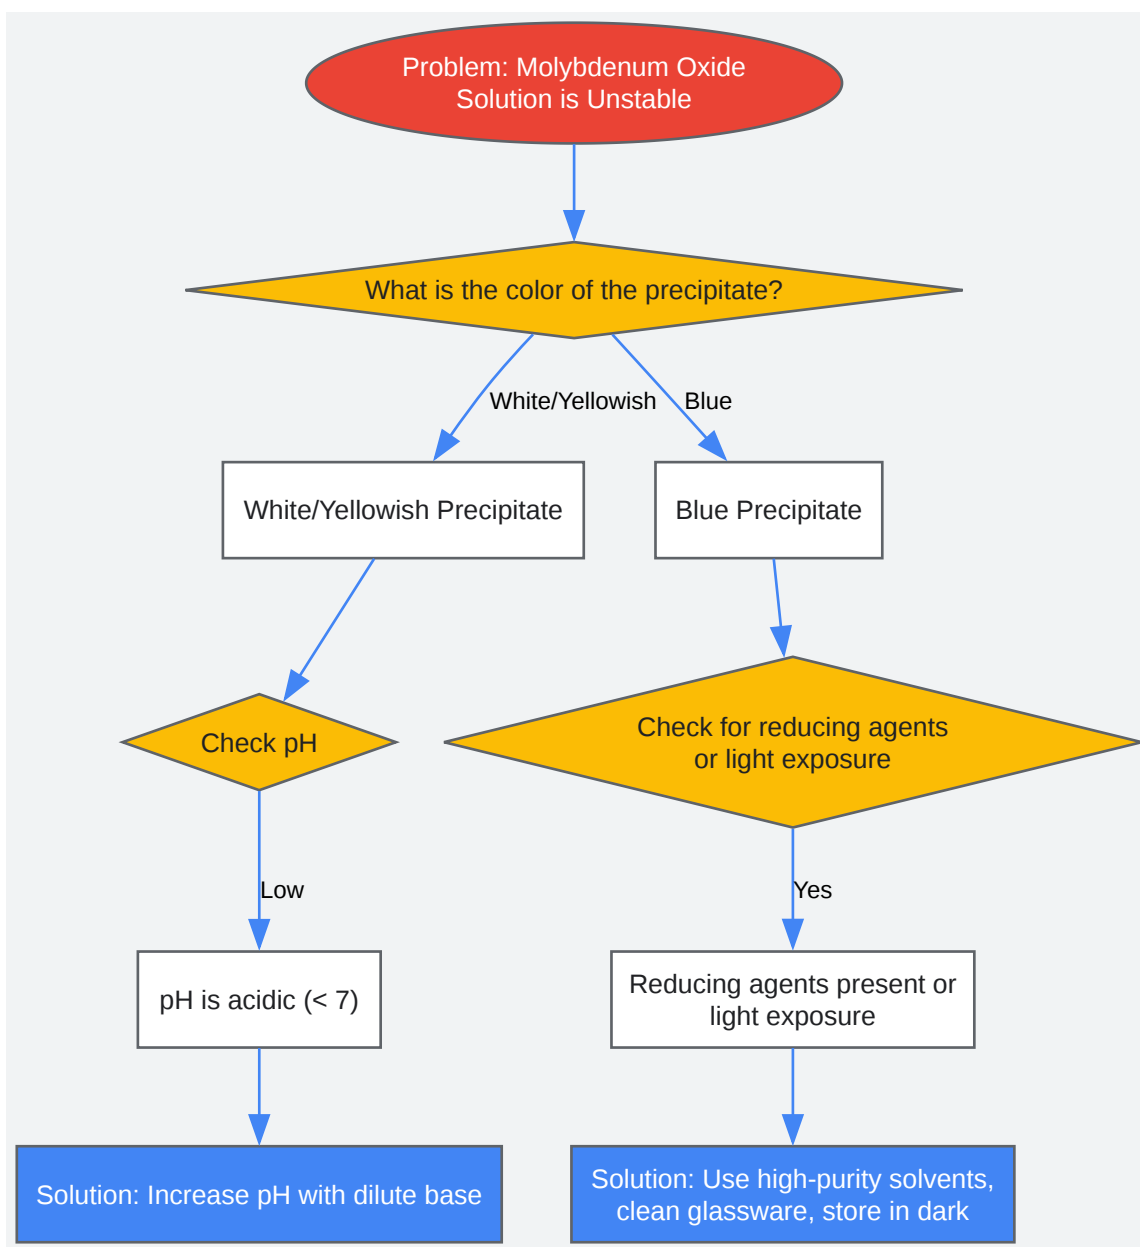 Problem: Molybdenum Oxide
Solution is Unstable
What is the color of the precipitate?
White/Yellowish
Blue
White/Yellowish Precipitate
Blue Precipitate
Check pH
Check for reducing agents
or light exposure
Low
Yes
pH is acidic (< 7)
Reducing agents present or
light exposure
Solution: Increase pH with dilute base
Solution: Use high-purity solvents,
clean glassware, store in dark